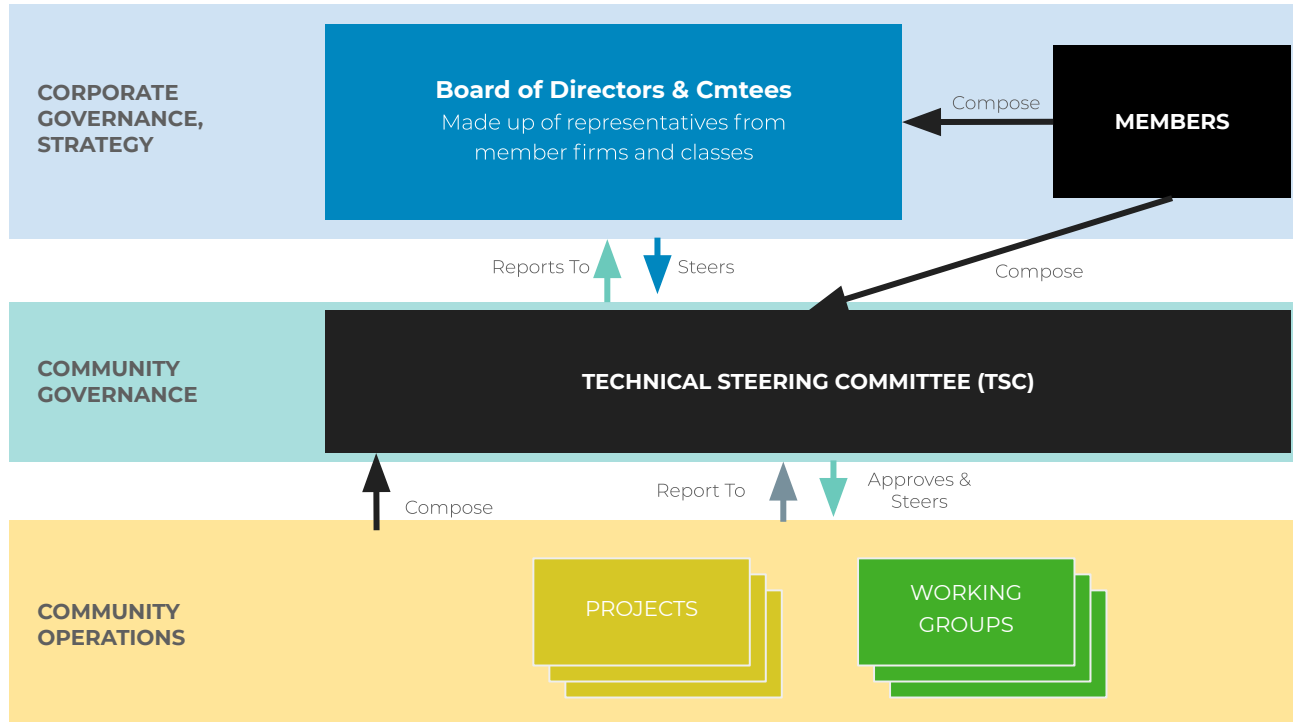 CORPORATE
GOVERNANCE,
STRATEGY
Board of Directors & Cmtees
Made up of representatives from
member firms and classes
Compose
MEMBERS
Reports To
Steers
Compose
COMMUNITY
GOVERNANCE
TECHNICAL STEERING COMMITTEE (TSC)
Compose
Report To
Approves &
Steers
COMMUNITY
OPERATIONS
PROJECTS
WORKING
GROUPS